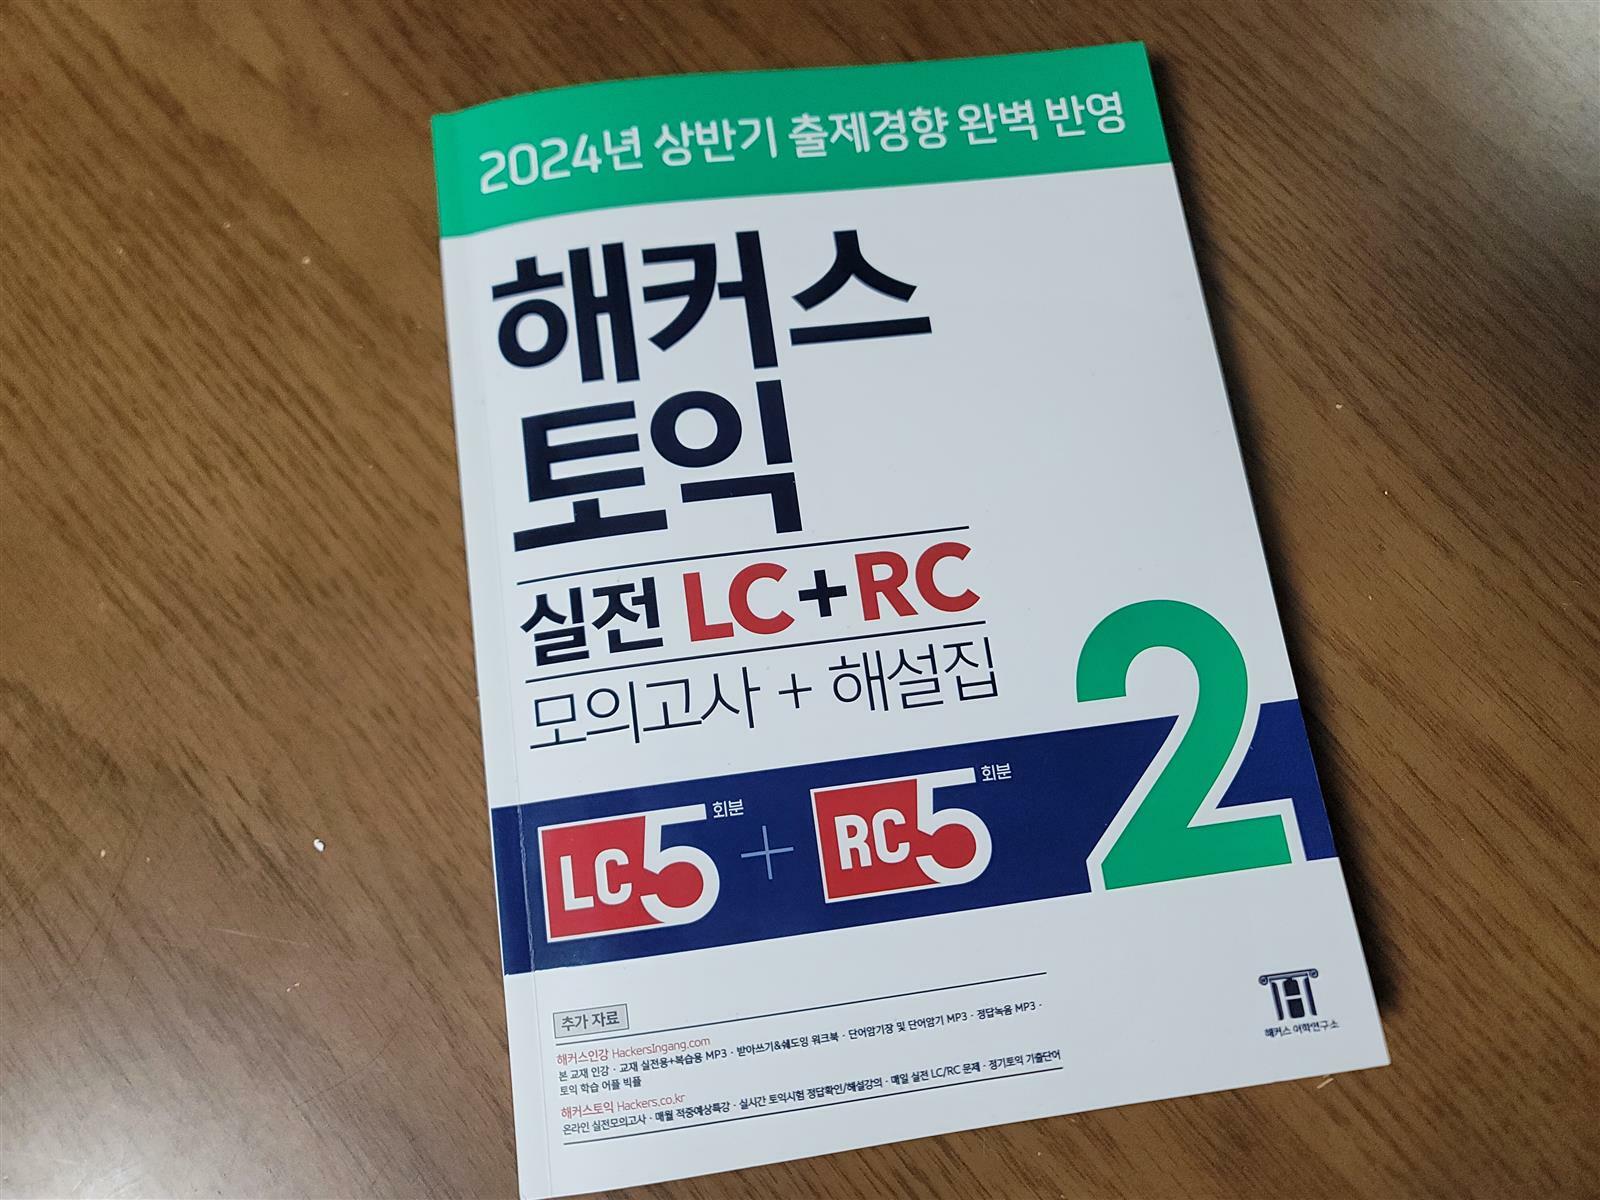 2024년 상반기 출제경향 완벽 반영
해커스
토익
실전 LC+RC
모의고사 + 해설집
2
LC5회분 + RC5회분
추가 자료
해커스인강 HackersIngang.com
본 교재 인강 · 교재 실전용+복습용 MP3 · 받아쓰기&쉐도잉 워크북 · 단어암기장 및 단어암기 MP3 · 정답녹음 MP3 ·
토익 학습 어플 빅플
해커스토익 Hackers.co.kr
온라인 실전모의고사 · 매월 적중예상특강 · 실시간 토익시험 정답확인/해설강의 · 매일 실전 LC/RC 문제 · 정기토익 기출단어
해커스 어학연구소